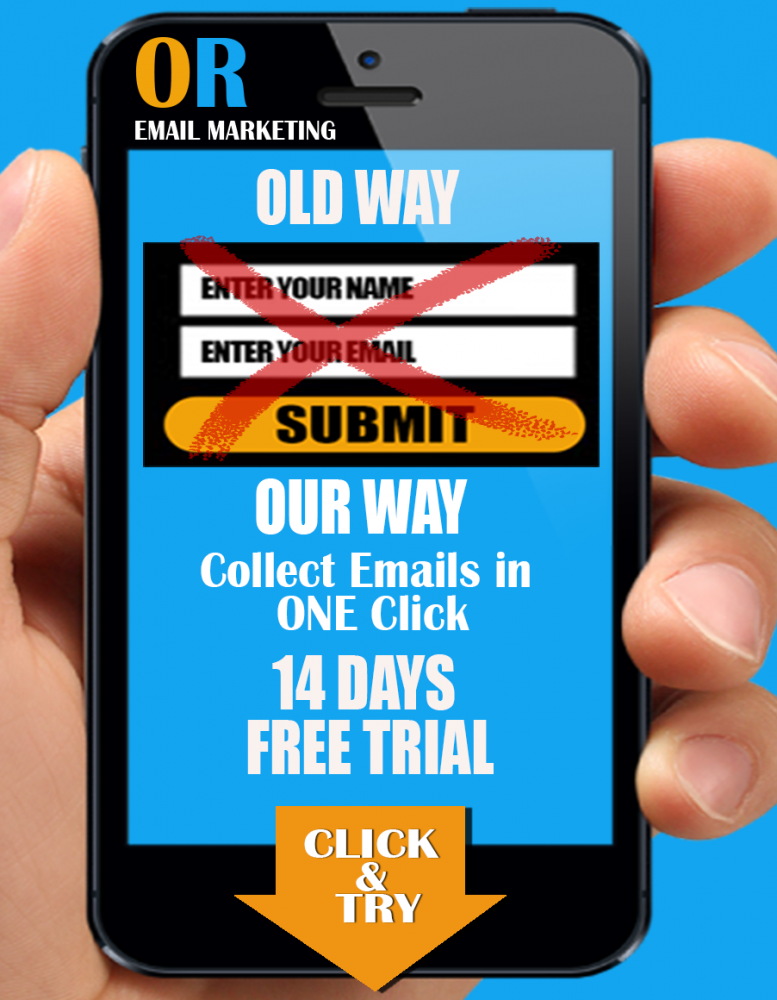 OR
EMAIL MARKETING
OLD WAY
ENTER YOUR NAME
ENTER YOUR EMAIL
SUBMIT
OUR WAY
Collect Emails in
ONE Click
14 DAYS
FREE TRIAL
CLICK
&
TRY